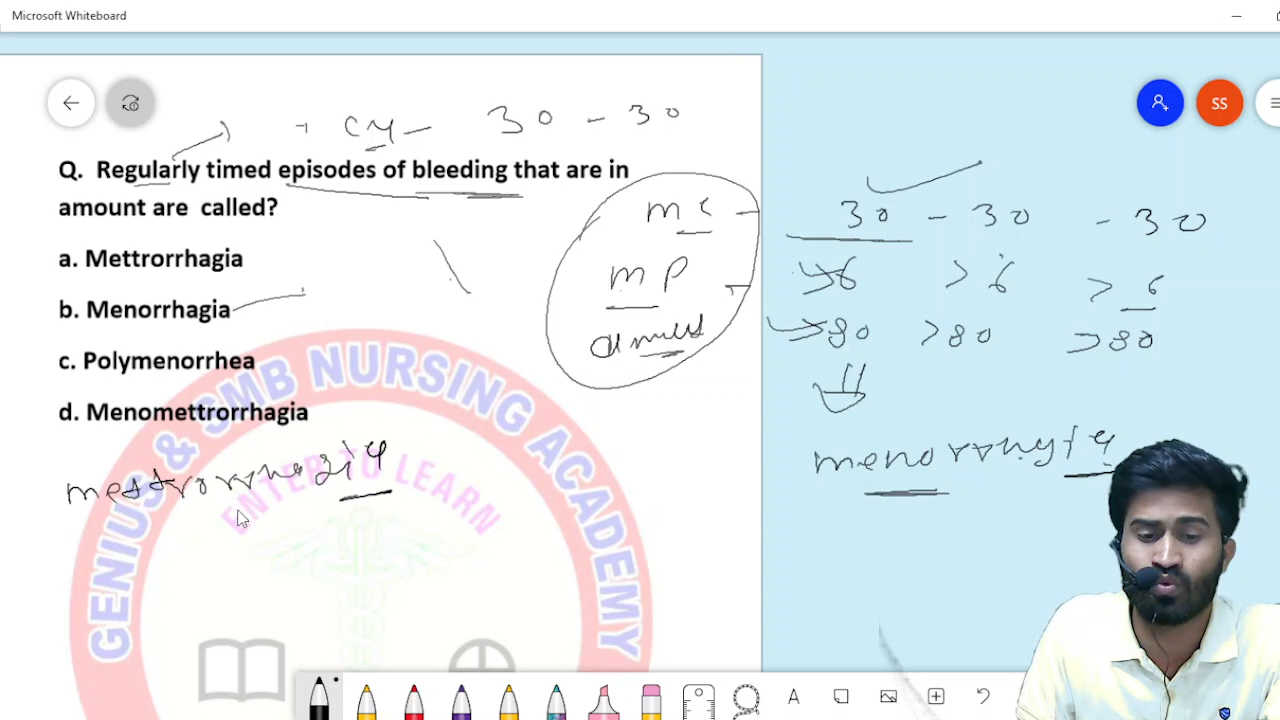 Microsoft Whiteboard
SS
cy - 30 - 30
Q. Regularly timed episodes of bleeding that are in
amount are called?
a. Mettrorrhagia
b. Menorrhagia
c. Polymenorrhea
d. Menomettrorrhagia
mc -
mp -
30 - 30 - 30
>6 >6 >6
>80 >80 >80
menorrhagia
mettrorrhagia
GENIUS & SMB NURSING ACADEMY
ENTER TO LEARN
A